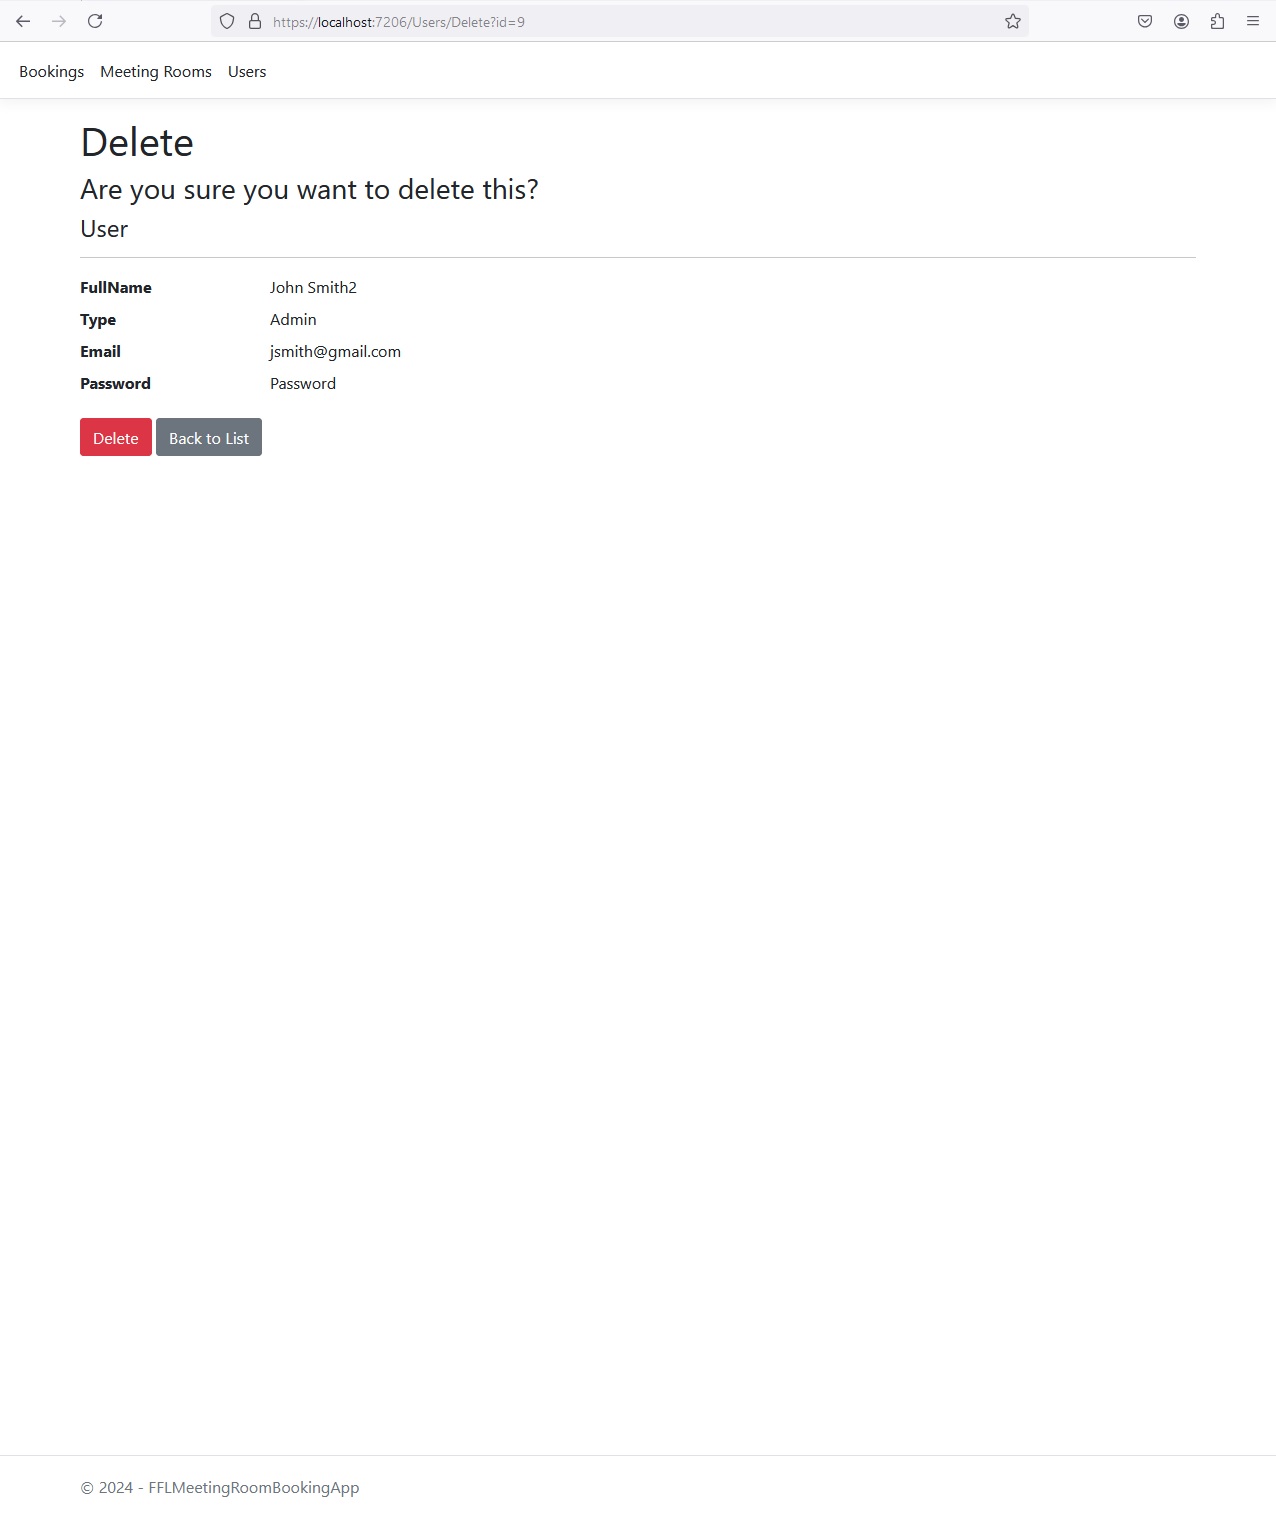 https://localhost:7206/Users/Delete?id=9
Bookings Meeting Rooms Users
Delete
Are you sure you want to delete this?
User
FullName John Smith2
Type Admin
Email jsmith@gmail.com
Password Password
Delete Back to List
© 2024 - FFLMeetingRoomBookingApp